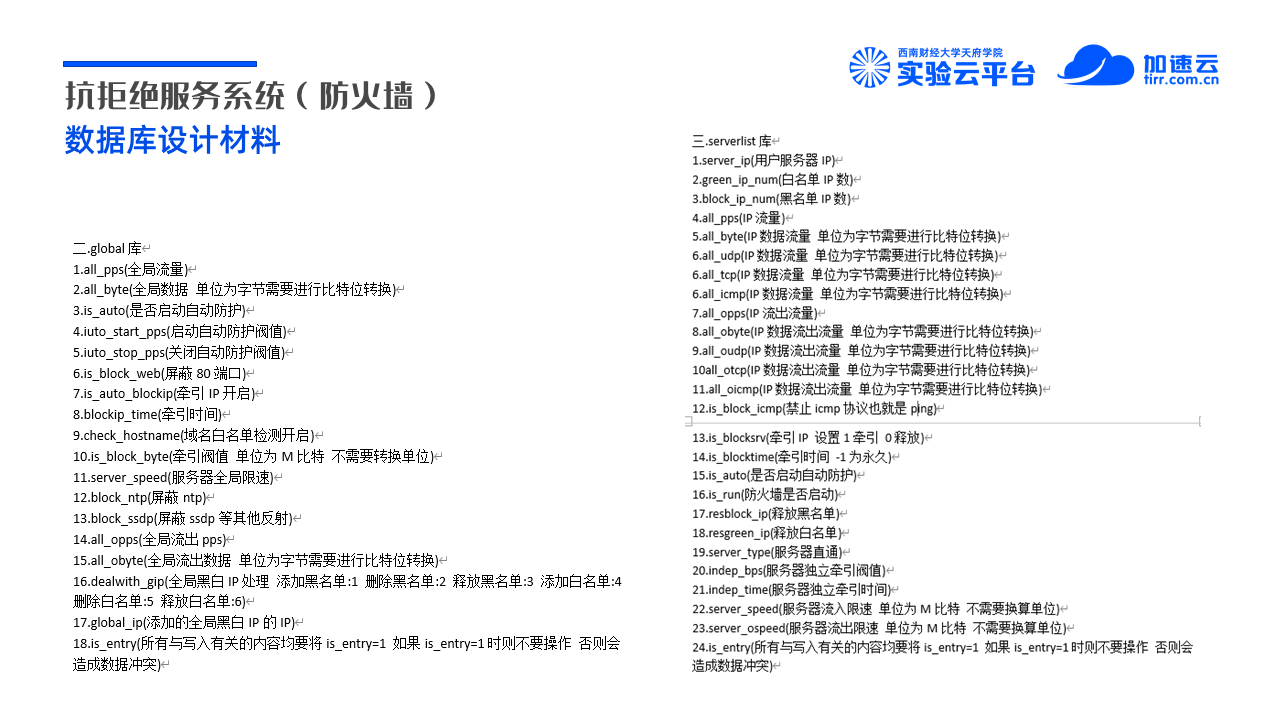 抗拒绝服务系统（防火墙）
数据库设计材料
西南财经大学天府学院
实验云平台
加速云
tirr.com.cn
二.global 库↵
1.all_pps(全局流量)↵
2.all_byte(全局数据 单位为字节需要进行比特位转换)↵
3.is_auto(是否启动自动防护)↵
4.iuto_start_pps(启动自动防护阀值)↵
5.iuto_stop_pps(关闭自动防护阀值)↵
6.is_block_web(屏蔽 80 端口)↵
7.is_auto_blockip(牵引 IP 开启)↵
8.blockip_time(牵引时间)↵
9.check_hostname(域名白名单检测开启)↵
10.is_block_byte(牵引阀值 单位为 M 比特 不需要转换单位)↵
11.server_speed(服务器全局限速)↵
12.block_ntp(屏蔽 ntp)↵
13.block_ssdp(屏蔽 ssdp 等其他反射)↵
14.all_opps(全局流出 pps)↵
15.all_obyte(全局流出数据 单位为字节需要进行比特位转换)↵
16.dealwith_gip(全局黑白 IP 处理 添加黑名单:1 删除黑名单:2 释放黑名单:3 添加白名单:4
删除白名单:5 释放白名单:6)↵
17.global_ip(添加的全局黑白 IP 的 IP)↵
18.is_entry(所有与写入有关的内容均要将 is_entry=1 如果 is_entry=1 时则不要操作 否则会
造成数据冲突)↵
三.serverlist 库↵
1.server_ip(用户服务器 IP)↵
2.green_ip_num(白名单 IP 数)↵
3.block_ip_num(黑名单 IP 数)↵
4.all_pps(IP 流量)↵
5.all_byte(IP 数据流量 单位为字节需要进行比特位转换)↵
6.all_udp(IP 数据流量 单位为字节需要进行比特位转换)↵
6.all_tcp(IP 数据流量 单位为字节需要进行比特位转换)↵
6.all_icmp(IP 数据流量 单位为字节需要进行比特位转换)↵
7.all_opps(IP 流出流量)↵
8.all_obyte(IP 数据流出流量 单位为字节需要进行比特位转换)↵
9.all_oudp(IP 数据流出流量 单位为字节需要进行比特位转换)↵
10all_otcp(IP 数据流出流量 单位为字节需要进行比特位转换)↵
11.all_oicmp(IP 数据流出流量 单位为字节需要进行比特位转换)↵
12.is_block_icmp(禁止 icmp 协议也就是 ping)↵
13.is_blocksrv(牵引 IP 设置 1 牵引 0 释放)↵
14.is_blocktime(牵引时间 -1 为永久)↵
15.is_auto(是否启动自动防护)↵
16.is_run(防火墙是否启动)↵
17.resblock_ip(释放黑名单)↵
18.resgreen_ip(释放白名单)↵
19.server_type(服务器直通)↵
20.indep_bps(服务器独立牵引阀值)↵
21.indep_time(服务器独立牵引时间)↵
22.server_speed(服务器流入限速 单位为 M 比特 不需要换算单位)↵
23.server_ospeed(服务器流出限速 单位为 M 比特 不需要换算单位)↵
24.is_entry(所有与写入有关的内容均要将 is_entry=1 如果 is_entry=1 时则不要操作 否则会
造成数据冲突)↵